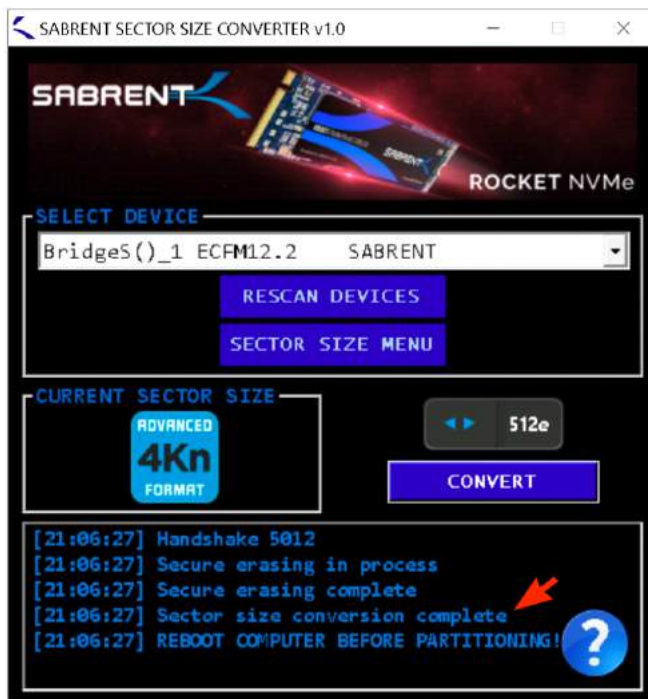 SABRENT SECTOR SIZE CONVERTER v1.0
SABRENT
SABRENT
ROCKET NVMe
SELECT DEVICE
BridgeS()_1 ECFM12.2 SABRENT
RESCAN DEVICES
SECTOR SIZE MENU
CURRENT SECTOR SIZE
ADVANCED
4Kn
FORMAT
512e
CONVERT
[21:06:27] Handshake 5012
[21:06:27] Secure erasing in process
[21:06:27] Secure erasing complete
[21:06:27] Sector size conversion complete
[21:06:27] REBOOT COMPUTER BEFORE PARTITIONING!
?